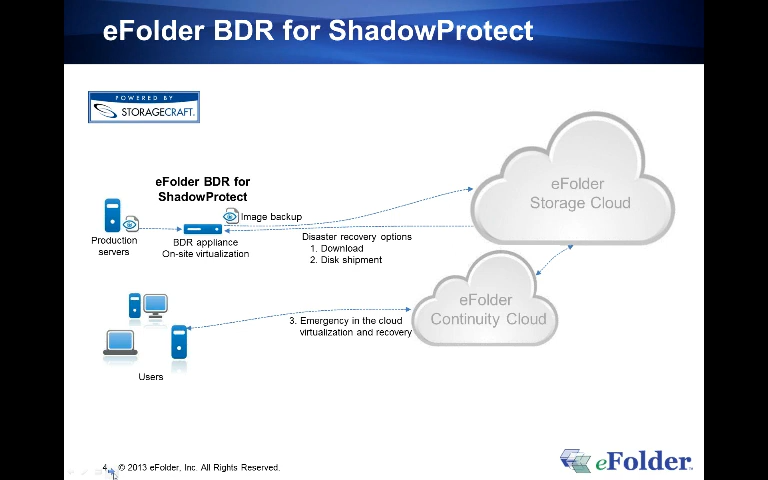 eFolder BDR for ShadowProtect
POWERED BY
STORAGECRAFT
eFolder BDR for
ShadowProtect
Image backup
Production
servers
BDR appliance
On-site virtualization
Disaster recovery options
1. Download
2. Disk shipment
eFolder
Storage Cloud
eFolder
Continuity Cloud
3. Emergency in the cloud
virtualization and recovery
Users
4 © 2013 eFolder, Inc. All Rights Reserved.
eFolder